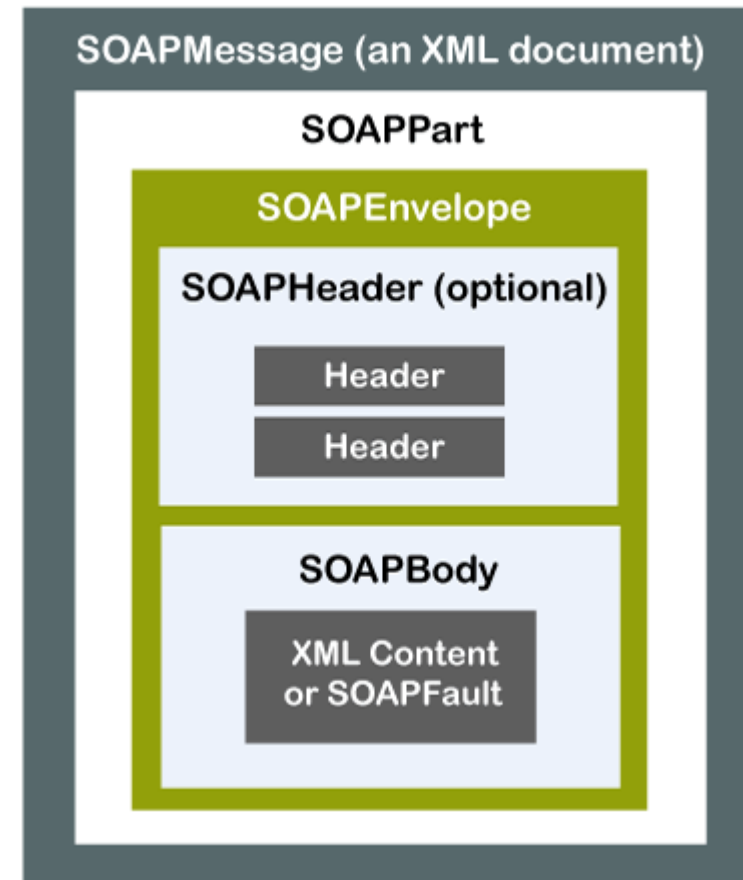 SOAPMessage (an XML document)
SOAPPart
SOAPEnvelope
SOAPHeader (optional)
Header
Header
SOAPBody
XML Content
or SOAPFault